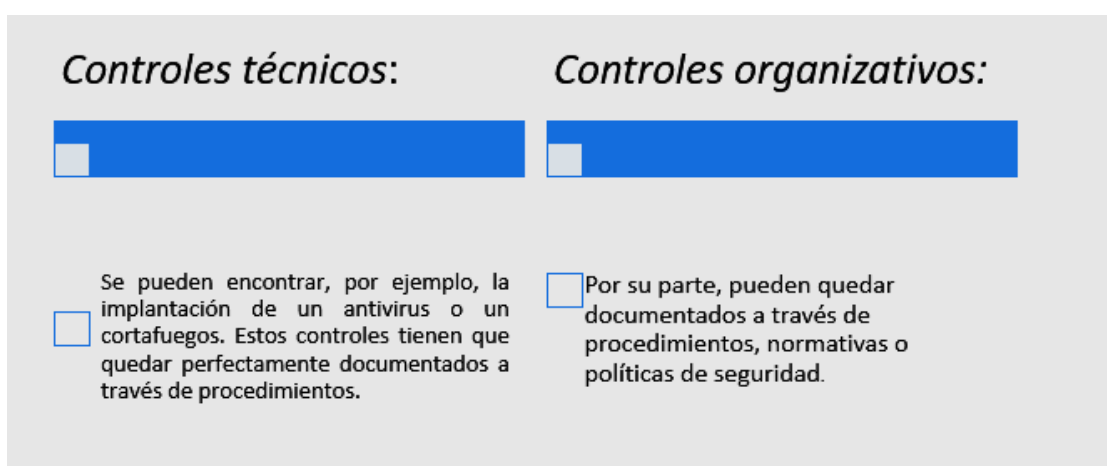 Controles técnicos:
Controles organizativos:
Se pueden encontrar, por ejemplo, la
implantación de un antivirus o un
cortafuegos. Estos controles tienen que
quedar perfectamente documentados a
través de procedimientos.
Por su parte, pueden quedar
documentados a través de
procedimientos, normativas o
políticas de seguridad.